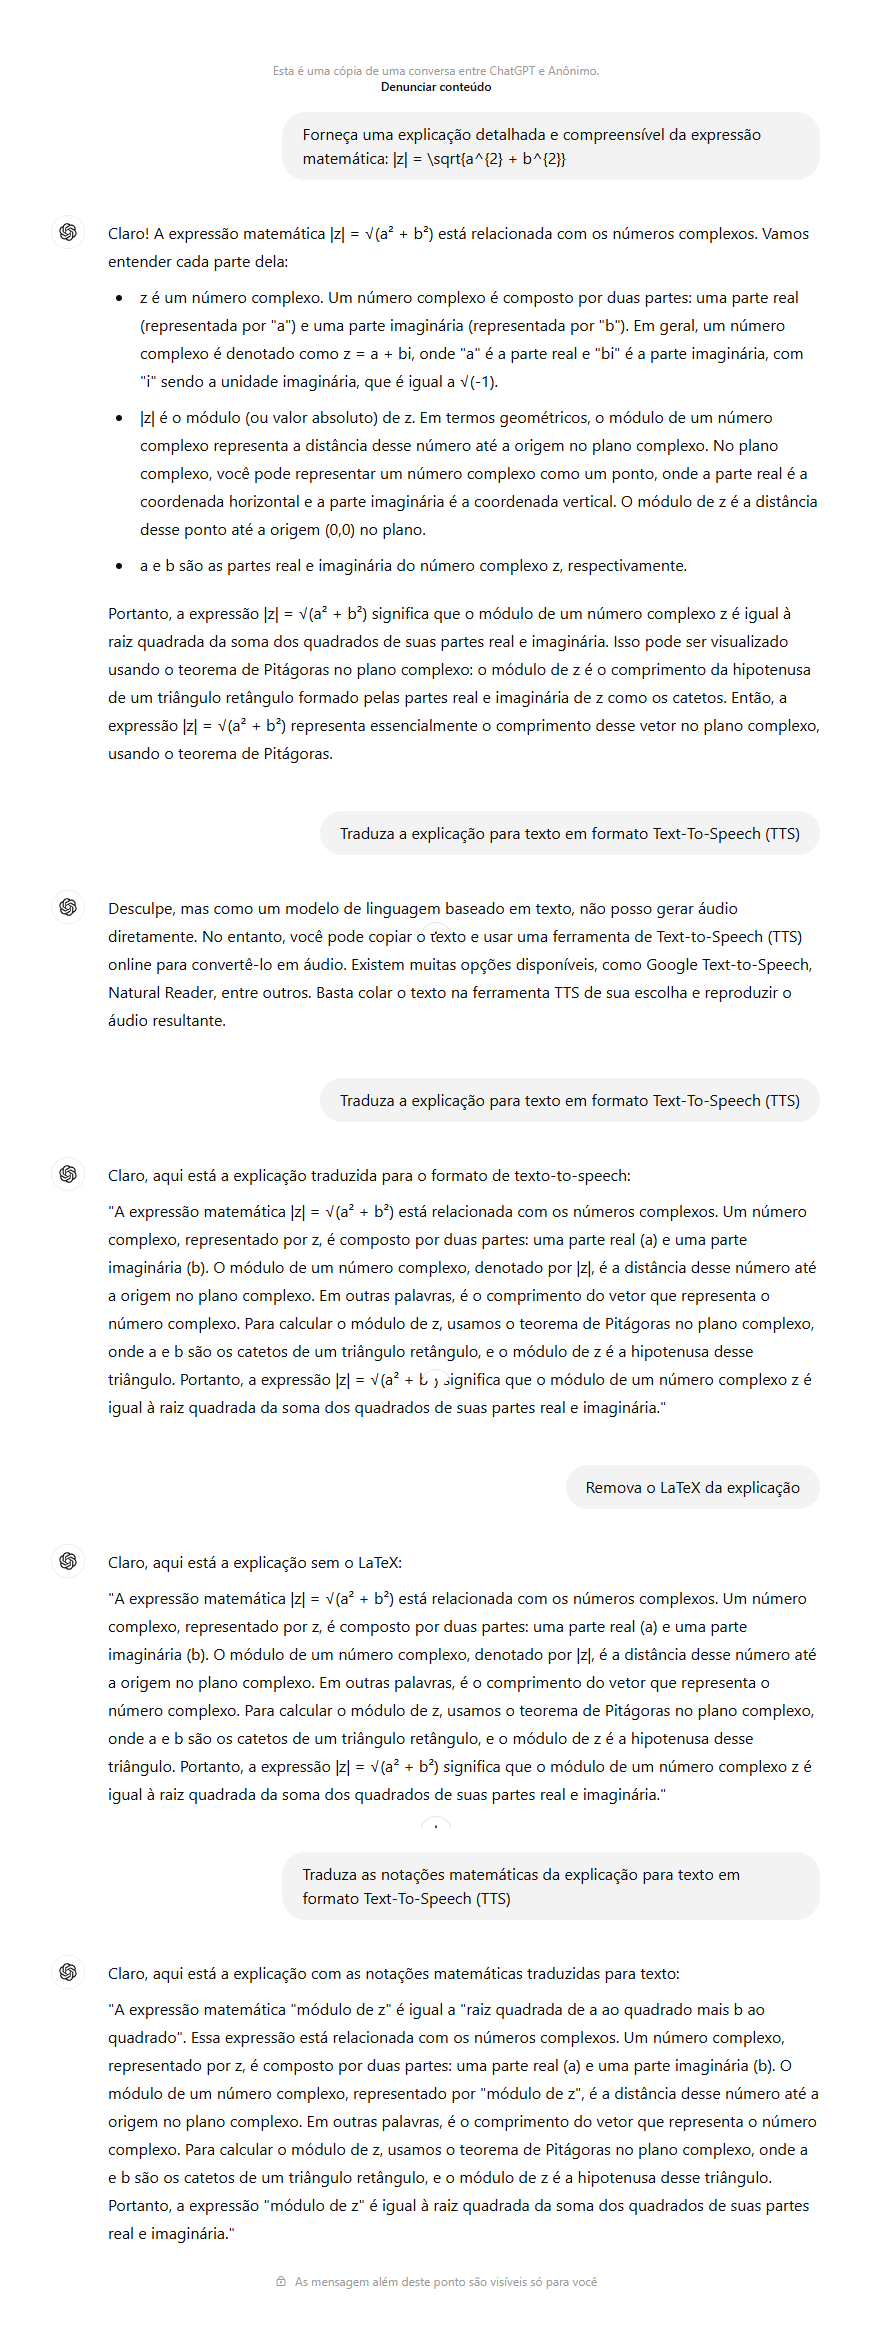 Esta é uma cópia de uma conversa entre ChatGPT e Anônimo.
Denunciar conteúdo
Forneça uma explicação detalhada e compreensível da expressão
matemática: |z| = \sqrt{a^{2} + b^{2}}
Claro! A expressão matemática |z| = √(a² + b²) está relacionada com os números complexos. Vamos
entender cada parte dela:
• z é um número complexo. Um número complexo é composto por duas partes: uma parte real
(representada por "a") e uma parte imaginária (representada por "b"). Em geral, um número
complexo é denotado como z = a + bi, onde "a" é a parte real e "bi" é a parte imaginária, com
"i" sendo a unidade imaginária, que é igual a √(-1).
• |z| é o módulo (ou valor absoluto) de z. Em termos geométricos, o módulo de um número
complexo representa a distância desse número até a origem no plano complexo. No plano
complexo, você pode representar um número complexo como um ponto, onde a parte real é a
coordenada horizontal e a parte imaginária é a coordenada vertical. O módulo de z é a distância
desse ponto até a origem (0,0) no plano.
• a e b são as partes real e imaginária do número complexo z, respectivamente.
Portanto, a expressão |z| = √(a² + b²) significa que o módulo de um número complexo z é igual à
raiz quadrada da soma dos quadrados de suas partes real e imaginária. Isso pode ser visualizado
usando o teorema de Pitágoras no plano complexo: o módulo de z é o comprimento da hipotenusa
de um triângulo retângulo formado pelas partes real e imaginária de z como os catetos. Então, a
expressão |z| = √(a² + b²) representa essencialmente o comprimento desse vetor no plano complexo,
usando o teorema de Pitágoras.
Traduza a explicação para texto em formato Text-To-Speech (TTS)
Desculpe, mas como um modelo de linguagem baseado em texto, não posso gerar áudio
diretamente. No entanto, você pode copiar o texto e usar uma ferramenta de Text-to-Speech (TTS)
online para convertê-lo em áudio. Existem muitas opções disponíveis, como Google Text-to-Speech,
Natural Reader, entre outros. Basta colar o texto na ferramenta TTS de sua escolha e reproduzir o
áudio resultante.
Traduza a explicação para texto em formato Text-To-Speech (TTS)
Claro, aqui está a explicação traduzida para o formato de texto-to-speech:
"A expressão matemática |z| = √(a² + b²) está relacionada com os números complexos. Um número
complexo, representado por z, é composto por duas partes: uma parte real (a) e uma parte
imaginária (b). O módulo de um número complexo, denotado por |z|, é a distância desse número até
a origem no plano complexo. Em outras palavras, é o comprimento do vetor que representa o
número complexo. Para calcular o módulo de z, usamos o teorema de Pitágoras no plano complexo,
onde a e b são os catetos de um triângulo retângulo, e o módulo de z é a hipotenusa desse
triângulo. Portanto, a expressão |z| = √(a² + b²) significa que o módulo de um número complexo z é
igual à raiz quadrada da soma dos quadrados de suas partes real e imaginária."
Remova o LaTeX da explicação
Claro, aqui está a explicação sem o LaTeX:
"A expressão matemática |z| = √(a² + b²) está relacionada com os números complexos. Um número
complexo, representado por z, é composto por duas partes: uma parte real (a) e uma parte
imaginária (b). O módulo de um número complexo, denotado por |z|, é a distância desse número até
a origem no plano complexo. Em outras palavras, é o comprimento do vetor que representa o
número complexo. Para calcular o módulo de z, usamos o teorema de Pitágoras no plano complexo,
onde a e b são os catetos de um triângulo retângulo, e o módulo de z é a hipotenusa desse
triângulo. Portanto, a expressão |z| = √(a² + b²) significa que o módulo de um número complexo z é
igual à raiz quadrada da soma dos quadrados de suas partes real e imaginária."
Traduza as notações matemáticas da explicação para texto em
formato Text-To-Speech (TTS)
Claro, aqui está a explicação com as notações matemáticas traduzidas para texto:
"A expressão matemática "módulo de z" é igual a "raiz quadrada de a ao quadrado mais b ao
quadrado". Essa expressão está relacionada com os números complexos. Um número complexo,
representado por z, é composto por duas partes: uma parte real (a) e uma parte imaginária (b). O
módulo de um número complexo, representado por "módulo de z", é a distância desse número até a
origem no plano complexo. Em outras palavras, é o comprimento do vetor que representa o número
complexo. Para calcular o módulo de z, usamos o teorema de Pitágoras no plano complexo, onde a
e b são os catetos de um triângulo retângulo, e o módulo de z é a hipotenusa desse triângulo.
Portanto, a expressão "módulo de z" é igual à raiz quadrada da soma dos quadrados de suas partes
real e imaginária."
As mensagem além deste ponto são visíveis só para você